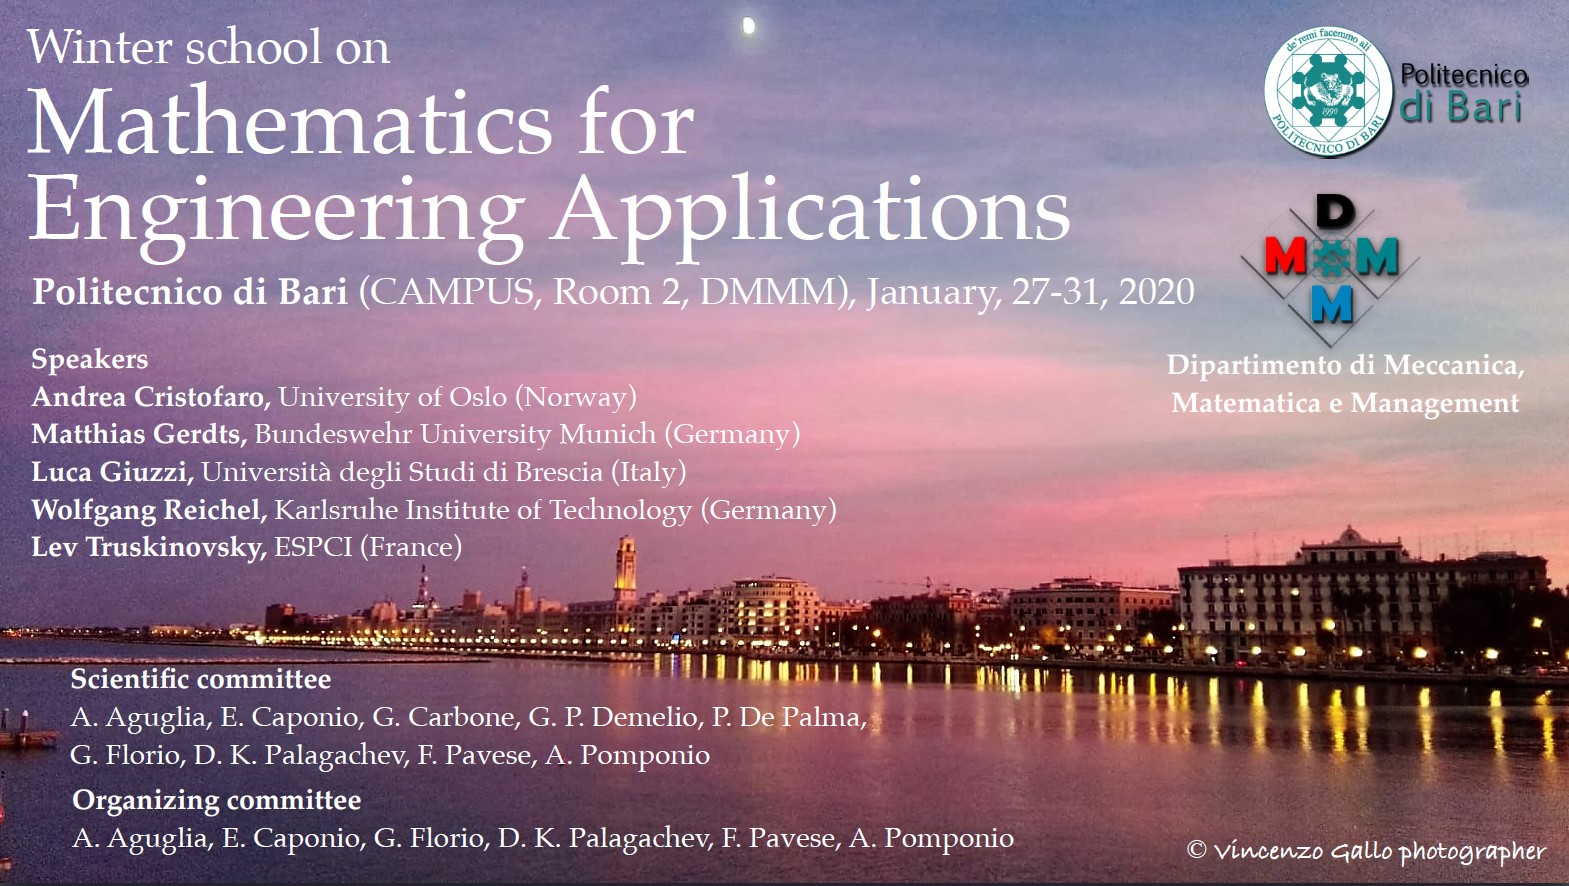 Winter school on
Mathematics for
Engineering Applications
Politecnico di Bari (CAMPUS, Room 2, DMMM), January, 27-31, 2020
Speakers
Andrea Cristofaro, University of Oslo (Norway)
Matthias Gerdts, Bundeswehr University Munich (Germany)
Luca Giuzzi, Università degli Studi di Brescia (Italy)
Wolfgang Reichel, Karlsruhe Institute of Technology (Germany)
Lev Truskinovsky, ESPCI (France)
Scientific committee
A. Aguglia, E. Caponio, G. Carbone, G. P. Demelio, P. De Palma,
G. Florio, D. K. Palagachev, F. Pavese, A. Pomponio
Organizing committee
A. Aguglia, E. Caponio, G. Florio, D. K. Palagachev, F. Pavese, A. Pomponio
de' remi facemmo ali
1990
POLITECNICO DI BARI
Politecnico
di Bari
D
M M
M
Dipartimento di Meccanica,
Matematica e Management
© Vincenzo Gallo photographer